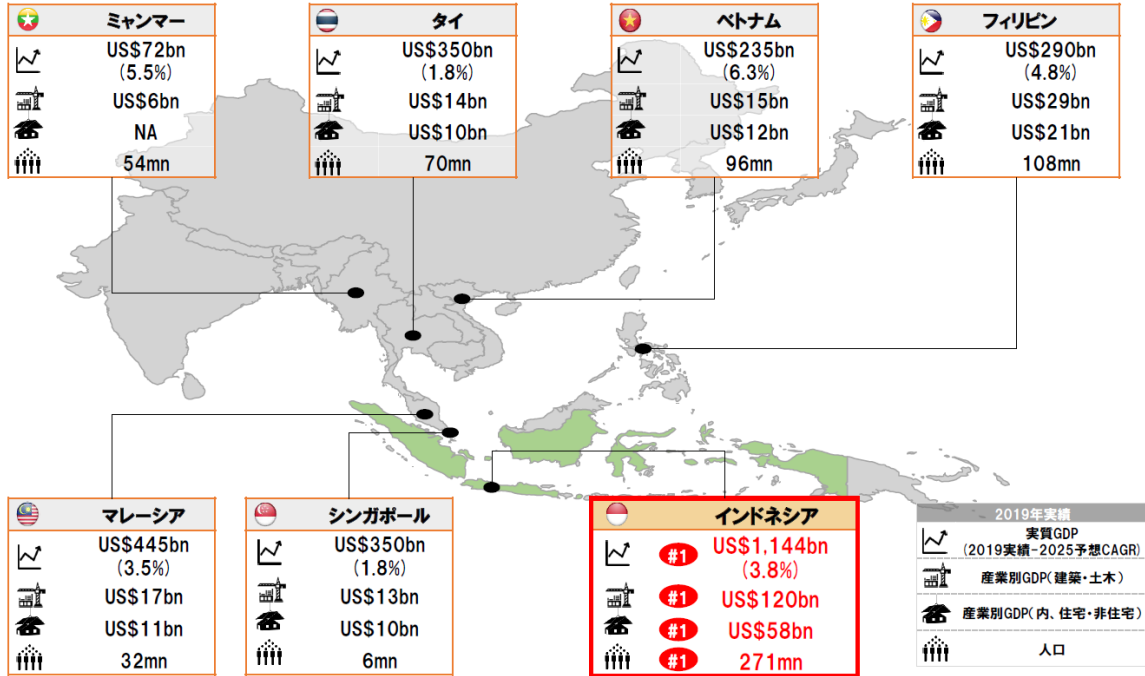 ミャンマー
US$72bn
(5.5%)
US$6bn
NA
54mn
タイ
US$350bn
(1.8%)
US$14bn
US$10bn
70mn
ベトナム
US$235bn
(6.3%)
US$15bn
US$12bn
96mn
フィリピン
US$290bn
(4.8%)
US$29bn
US$21bn
108mn
マレーシア
US$445bn
(3.5%)
US$17bn
US$11bn
32mn
シンガポール
US$350bn
(1.8%)
US$13bn
US$10bn
6mn
インドネシア
#1 US$1,144bn
(3.8%)
#1 US$120bn
#1 US$58bn
#1 271mn
2019年実績
実質GDP
(2019実績-2025予想CAGR)
産業別GDP(建築・土木)
産業別GDP(内、住宅・非住宅)
人口